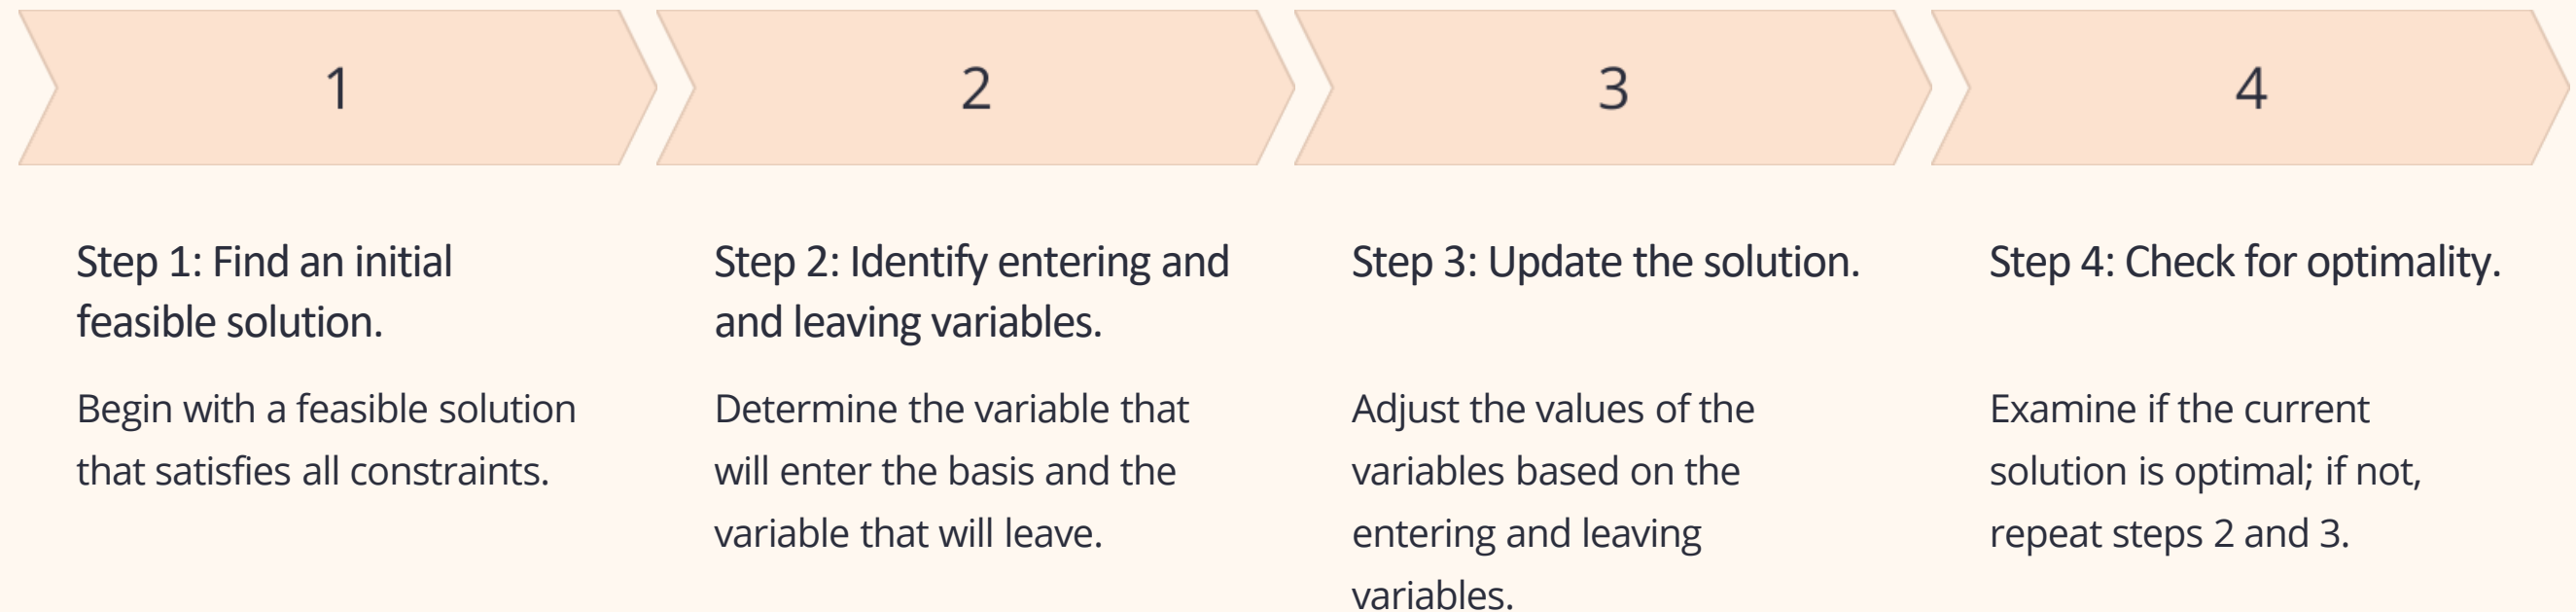 1
2
3
4
Step 1: Find an initial
feasible solution.
Begin with a feasible solution
that satisfies all constraints.
Step 2: Identify entering and
and leaving variables.
Determine the variable that
will enter the basis and the
variable that will leave.
Step 3: Update the solution.
Adjust the values of the
variables based on the
entering and leaving
variables.
Step 4: Check for optimality.
Examine if the current
solution is optimal; if not,
repeat steps 2 and 3.